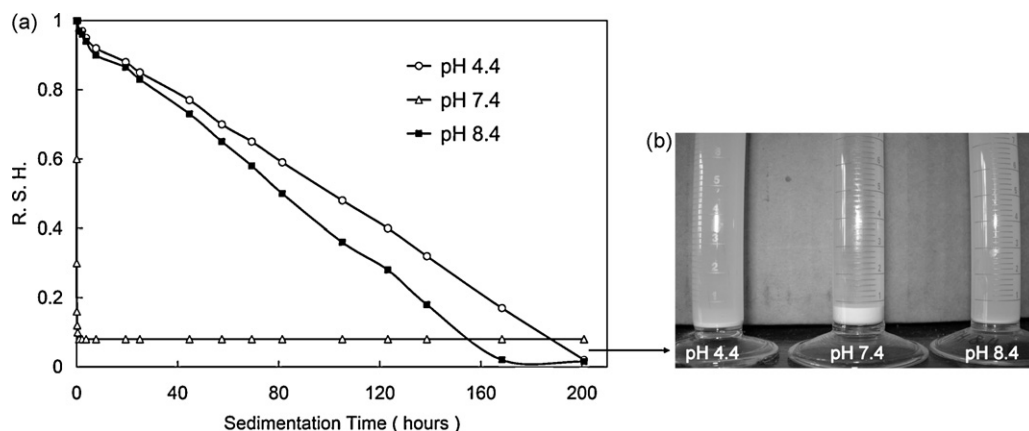 (a)
1
0.8
0.6
0.4
0.2
0
R. S. H.
0 40 80 120 160 200
Sedimentation Time ( hours )
pH 4.4
pH 7.4
pH 8.4
(b)
pH 4.4 pH 7.4 pH 8.4